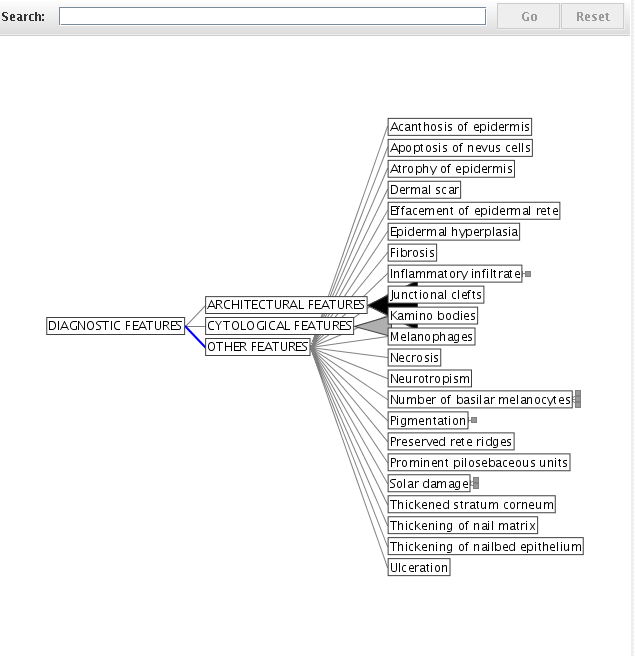 Search:
Go
Reset
Acanthosis of epidermis
Apoptosis of nevus cells
Atrophy of epidermis
Dermal scar
Effacement of epidermal rete
Epidermal hyperplasia
Fibrosis
Inflammatory infiltrate
Junctional clefts
Kamino bodies
Melanophages
Necrosis
Neurotropism
Number of basilar melanocytes
Pigmentation
Preserved rete ridges
Prominent pilosebaceous units
Solar damage
Thickened stratum corneum
Thickening of nail matrix
Thickening of nailbed epithelium
Ulceration
ARCHITECTURAL FEATURES
DIAGNOSTIC FEATURES
CYTOLOGICAL FEATURES
OTHER FEATURES